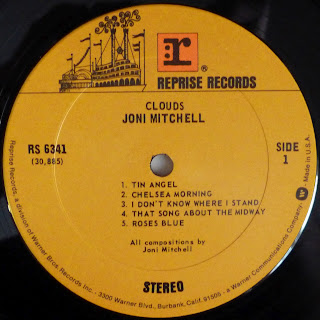 r
®
REPRISE RECORDS
CLOUDS
JONI MITCHELL
RS 6341
(30,885)
SIDE
1
1. TIN ANGEL
2. CHELSEA MORNING
3. I DON'T KNOW WHERE I STAND
4. THAT SONG ABOUT THE MIDWAY
5. ROSES BLUE
All compositions by
Joni Mitchell
STEREO
Reprise Records, a division of Warner Bros. Records Inc. · 3300 Warner Blvd., Burbank, Calif. 91505 · a Warner Communications Company
Made in U.S.A.